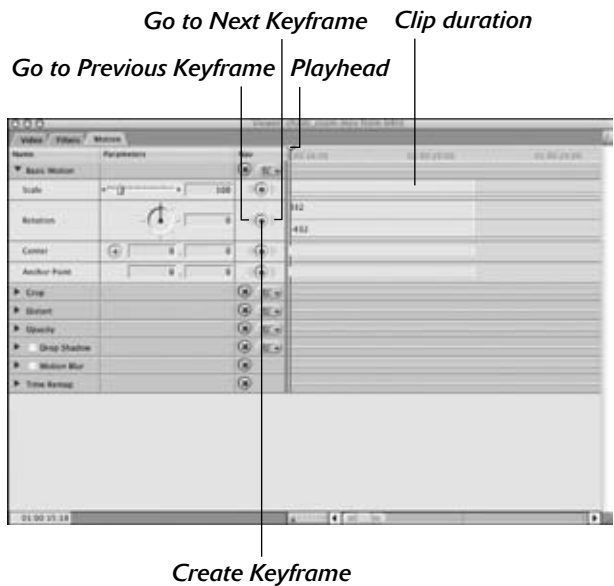 Go to Next Keyframe
Clip duration
Go to Previous Keyframe
Playhead
Video
Filters
Motion
Name
Parameters
Nav
Basic Motion
Scale
100
Rotation
0
Center
0
0
Anchor Point
0
0
Crop
Distort
Opacity
Drop Shadow
Motion Blur
Time Remap
Create Keyframe